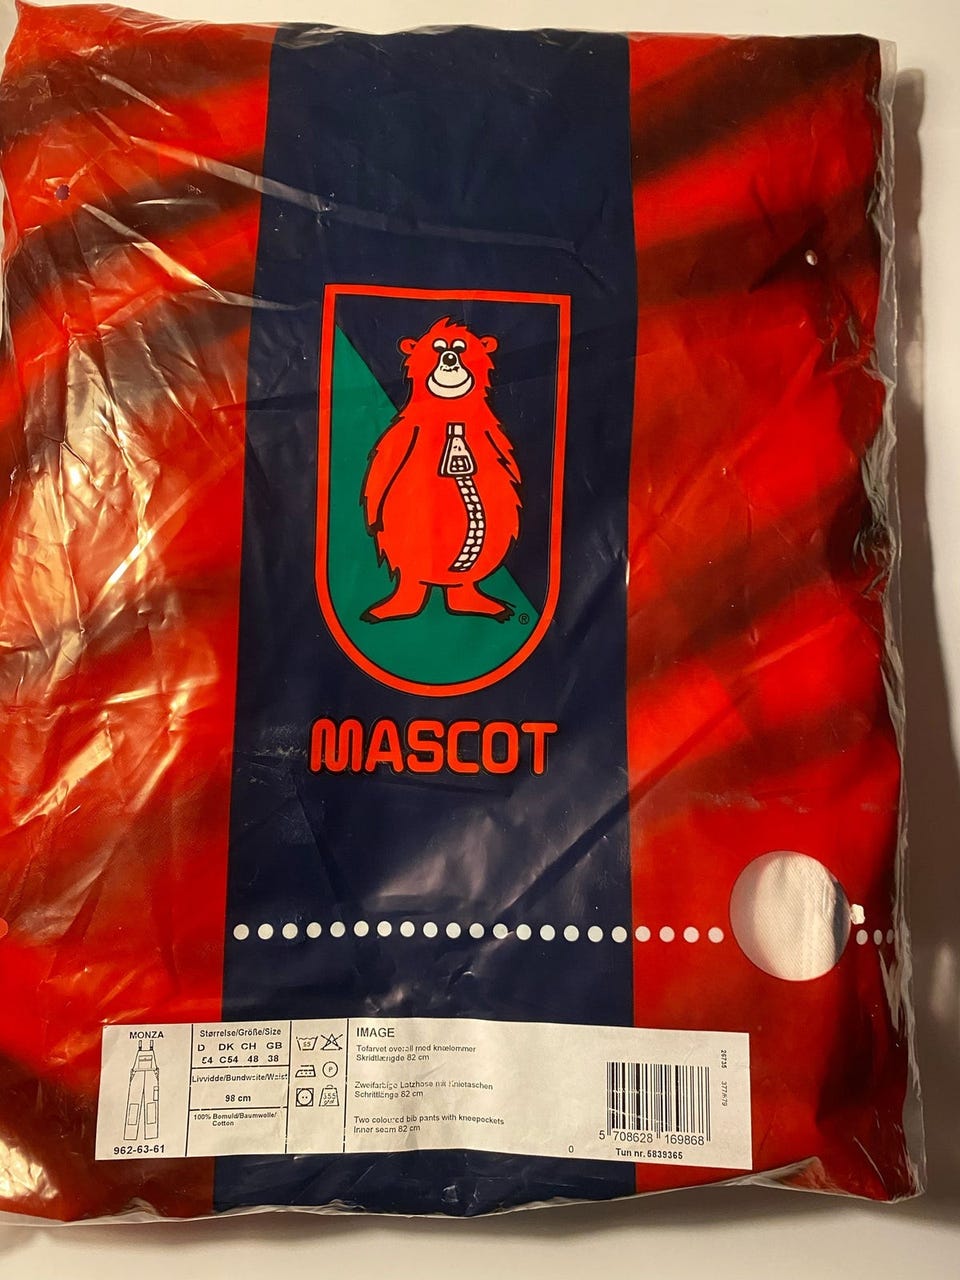 ®
MASCOT
MONZA
962-63-61
Størrelse/Größe/Size
D DK CH GB
54 C54 48 38
Livvidde/Bundweite/Waist
98 cm
100% Bomuld/Baumwolle/
Cotton
P
IMAGE
Tofarvet overall med knælommer
Skridtlængde 82 cm
Zweifarbige Latzhose mit Knietaschen
Schrittlänge 82 cm
Two coloured bib pants with kneepockets
Inner seam 82 cm
0
5 708628 169868
Tun nr. 5839365